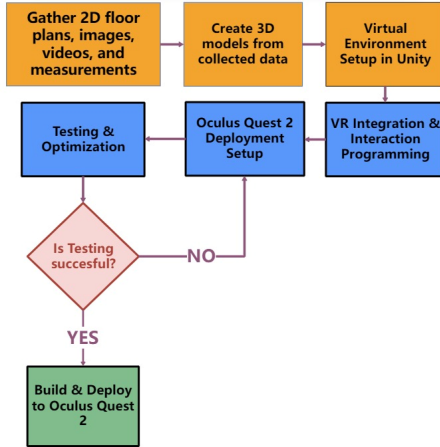 Gather 2D floor
plans, images,
videos, and
measurements
Create 3D
models from
collected data
Virtual
Environment
Setup in Unity
VR Integration &
Interaction
Programming
Oculus Quest 2
Deployment
Setup
Testing &
Optimization
Is Testing
succesful?
NO
YES
Build & Deploy
to Oculus Quest
2